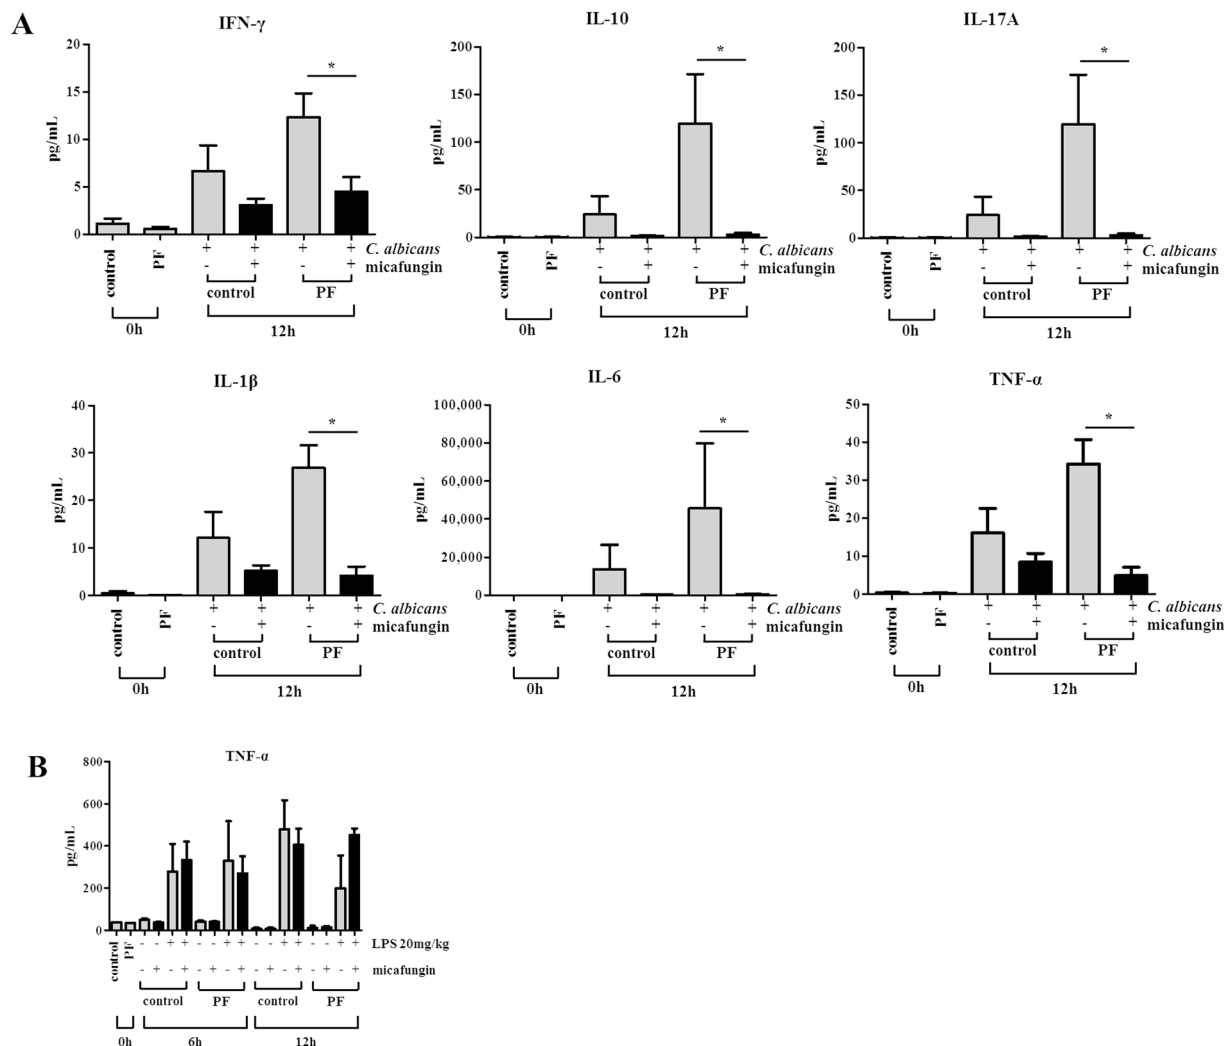 A
IFN-γ
pg/mL
20
15
10
5
0
+ + + + C. albicans
- + - + micafungin
control PF control PF
0h 12h
*
IL-10
pg/mL
200
150
100
50
0
+ + + + C. albicans
- + - + micafungin
control PF control PF
0h 12h
*
IL-17A
pg/mL
200
150
100
50
0
+ + + + C. albicans
- + - + micafungin
control PF control PF
0h 12h
*
IL-1β
pg/mL
40
30
20
10
0
+ + + + C. albicans
- + - + micafungin
control PF control PF
0h 12h
*
IL-6
pg/mL
100,000
80,000
60,000
40,000
20,000
0
+ + + + C. albicans
- + - + micafungin
control PF control PF
0h 12h
*
TNF-α
pg/mL
50
40
30
20
10
0
+ + + + C. albicans
- + - + micafungin
control PF control PF
0h 12h
*
B
TNF-α
pg/mL
800
600
400
200
0
- - + + - - + + - - + + - - + + LPS 20mg/kg
- + - + - + - + - + - + - + - + micafungin
control PF control PF control PF
0h 6h 12h